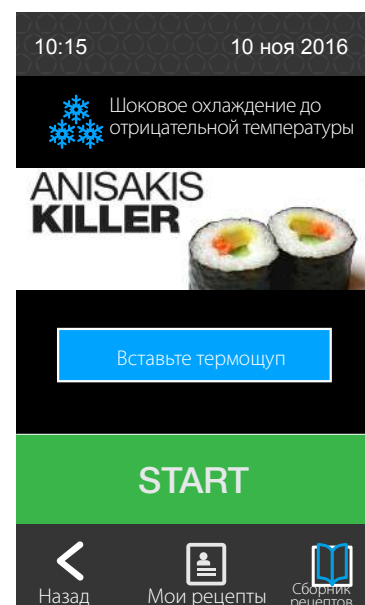 10:15 10 ноя 2016
Шоковое охлаждение до
отрицательной температуры
ANISAKIS
KILLER
Вставьте термощуп
START
Назад Мои рецепты Сборник
рецептов